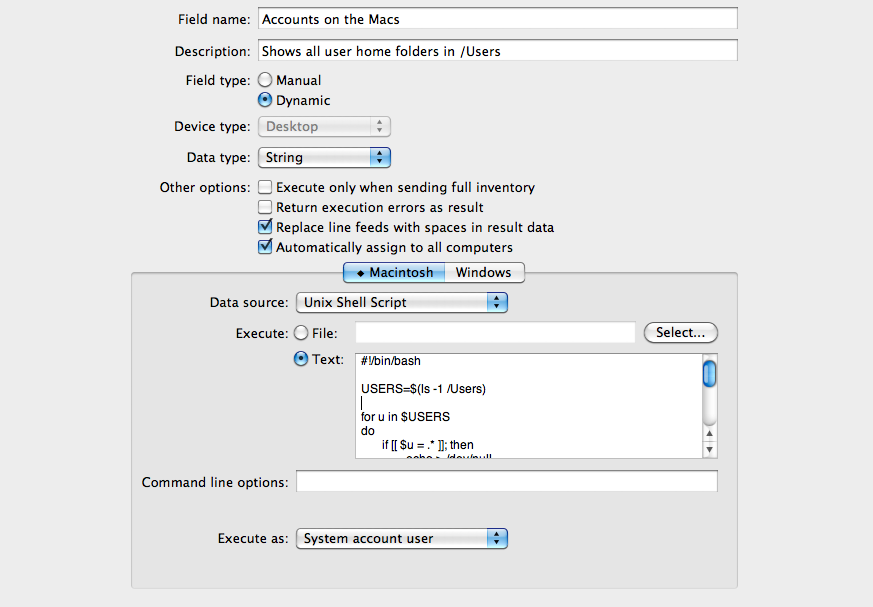 Field name: Accounts on the Macs
Description: Shows all user home folders in /Users
Field type: Manual
Dynamic
Device type: Desktop
Data type: String
Other options: Execute only when sending full inventory
Return execution errors as result
Replace line feeds with spaces in result data
Automatically assign to all computers
Macintosh Windows
Data source: Unix Shell Script
Execute: File: Select...
Text: #!/bin/bash
USERS=$(ls -1 /Users)
for u in $USERS
do
if [[ $u = .* ]]; then
echo > /dev/null
Command line options:
Execute as: System account user